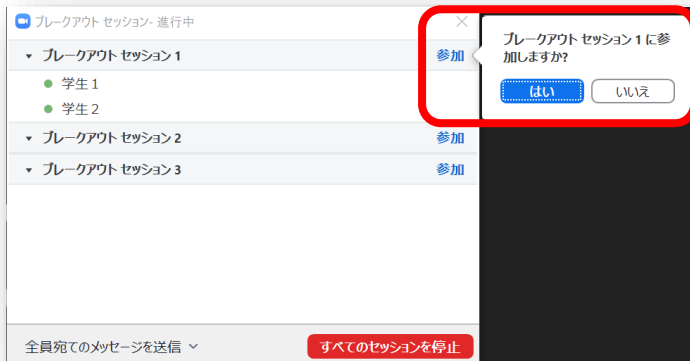 ブレークアウト セッション- 進行中
ブレークアウト セッション 1 参加
学生１
学生２
ブレークアウト セッション 2 参加
ブレークアウト セッション 3 参加
全員宛てのメッセージを送信 すべてのセッションを停止
ブレークアウト セッション 1 に参
加しますか?
はい いいえ